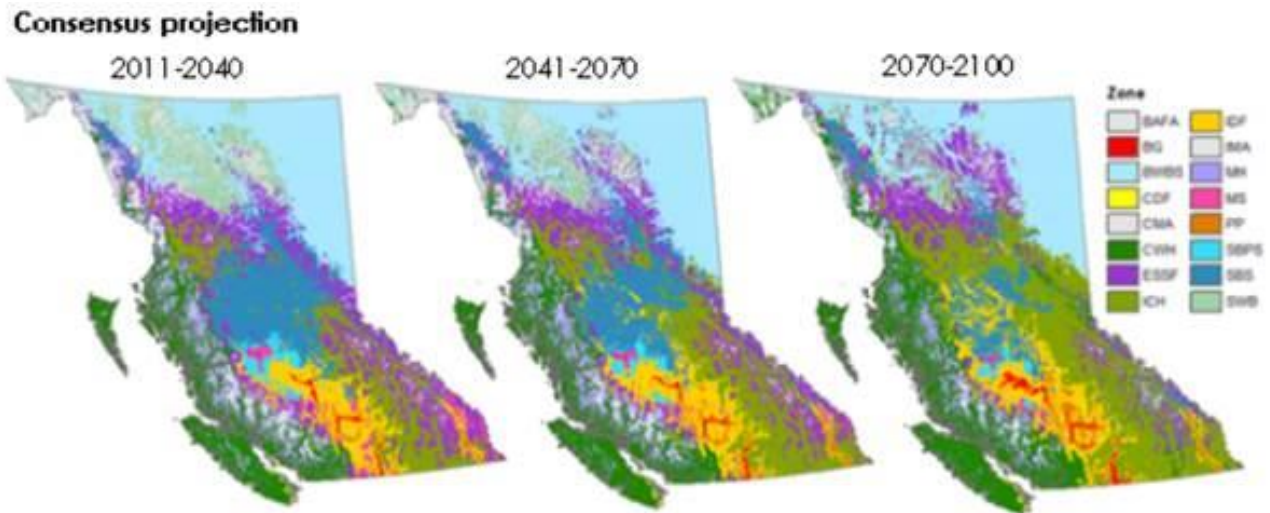 Consensus projection
2011-2040
2041-2070
2070-2100
Zone
BAFA IDF
BG IMA
BWBS MH
CDF MS
CMA PP
CWH SBPS
ESSF SBS
ICH SWB